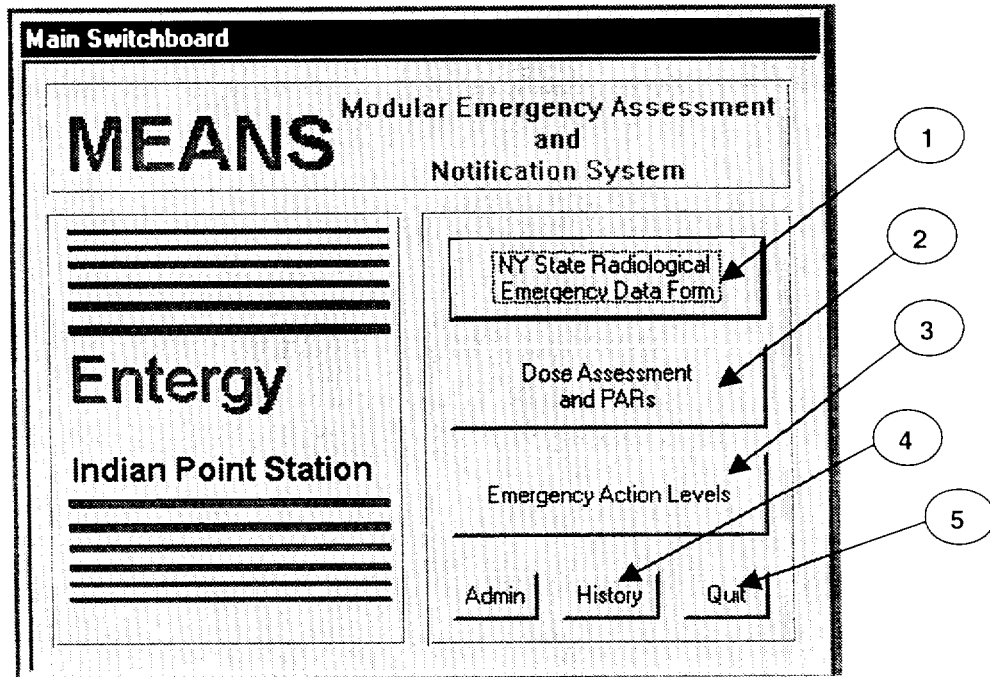 Main Switchboard
MEANS
Modular Emergency Assessment
and
Notification System
Entergy
Indian Point Station
NY State Radiological
Emergency Data Form
Dose Assessment
and PARs
Emergency Action Levels
Admin
History
Quit
1
2
3
4
5